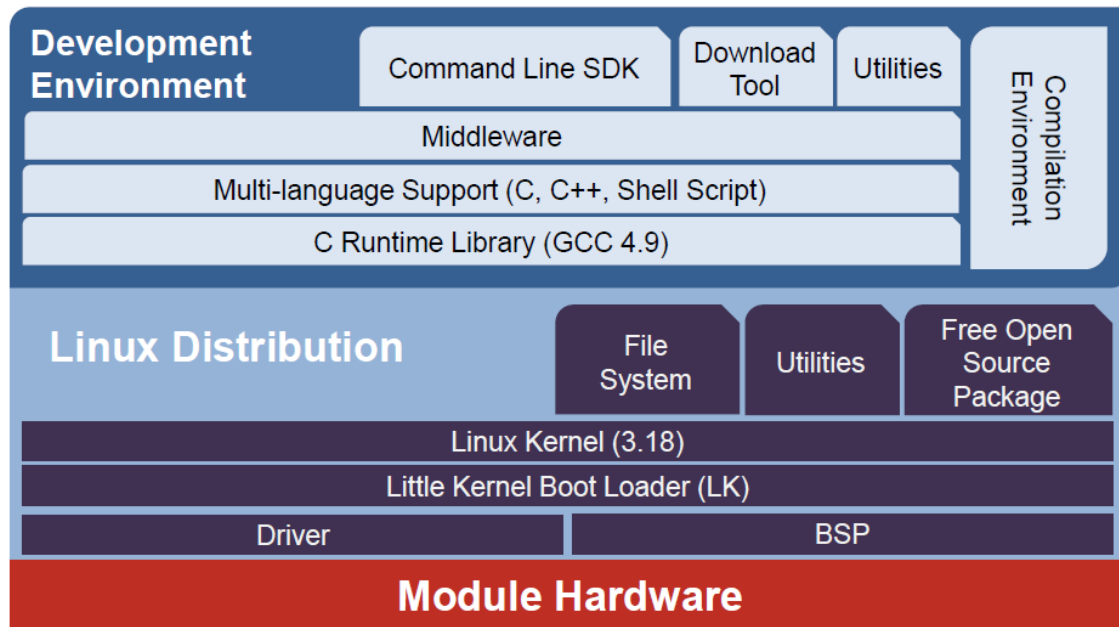 Development
Environment
Command Line SDK
Download
Tool
Utilities
Compilation
Environment
Middleware
Multi-language Support (C, C++, Shell Script)
C Runtime Library (GCC 4.9)
Linux Distribution
File
System
Utilities
Free Open
Source
Package
Linux Kernel (3.18)
Little Kernel Boot Loader (LK)
Driver
BSP
Module Hardware